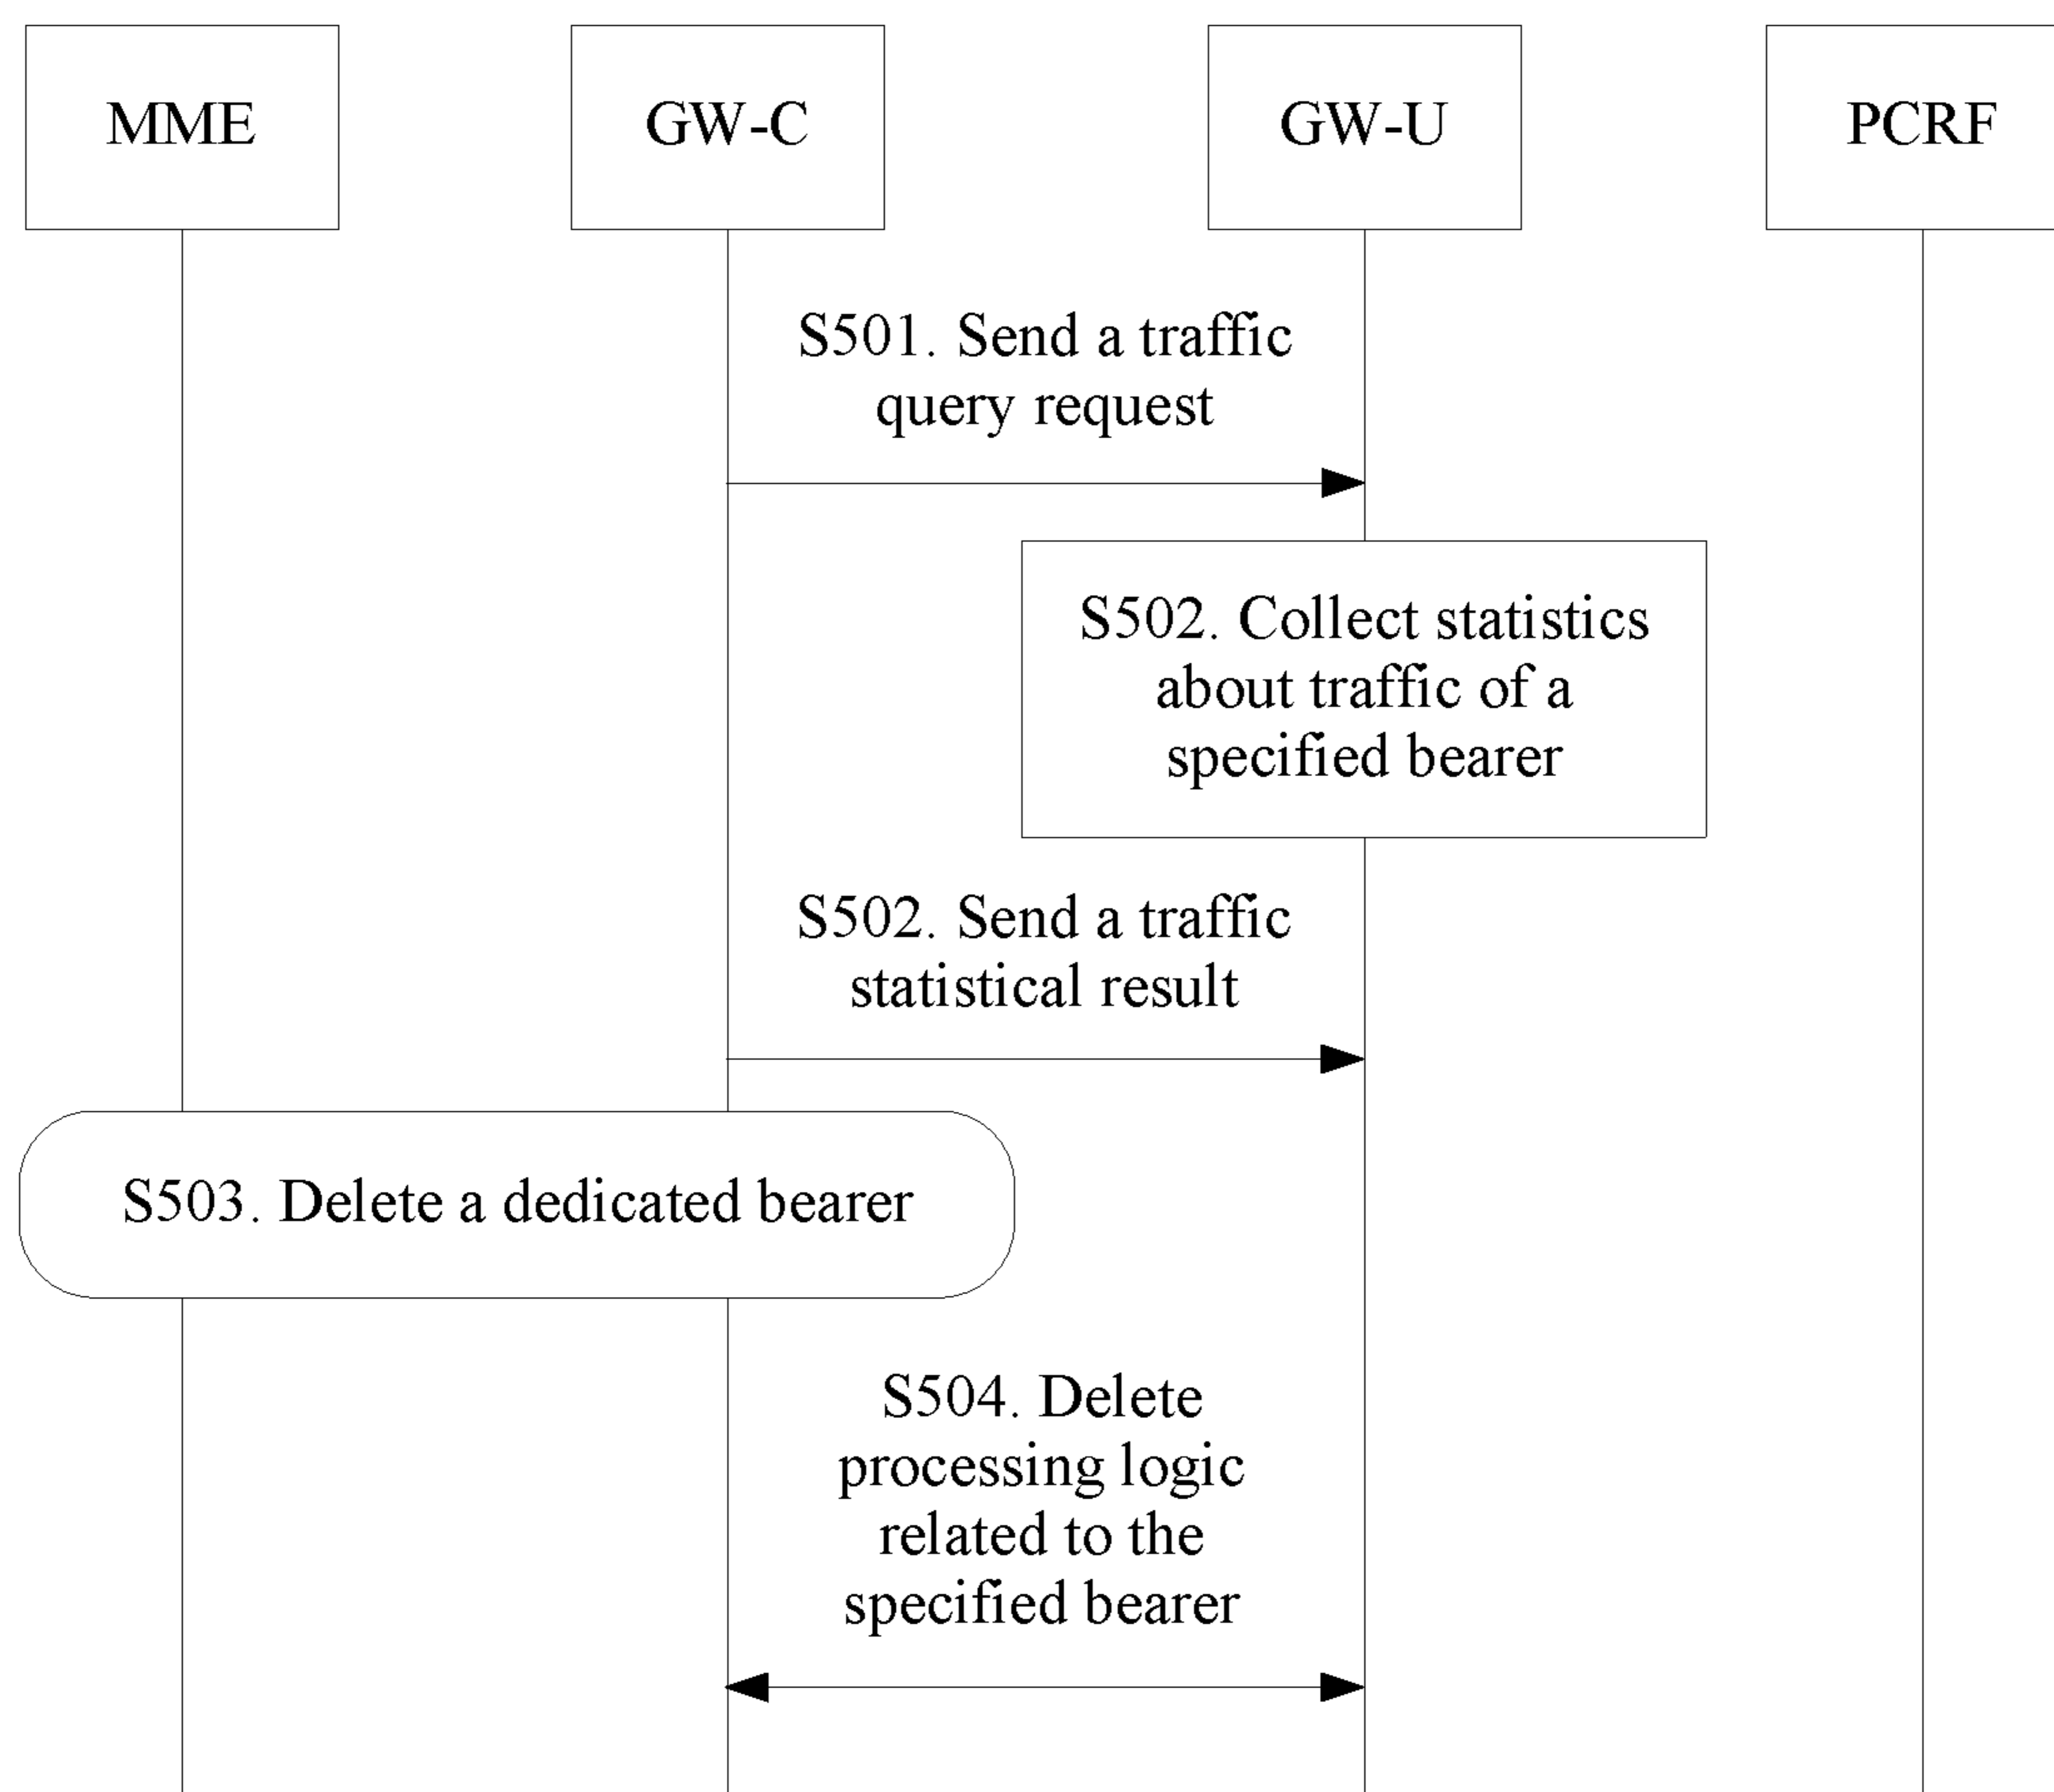 MME
GW-C
GW-U
PCRF
S501. Send a traffic
query request
S502. Collect statistics
about traffic of a
specified bearer
S502. Send a traffic
statistical result
S503. Delete a dedicated bearer
S504. Delete
processing logic
related to the
specified bearer